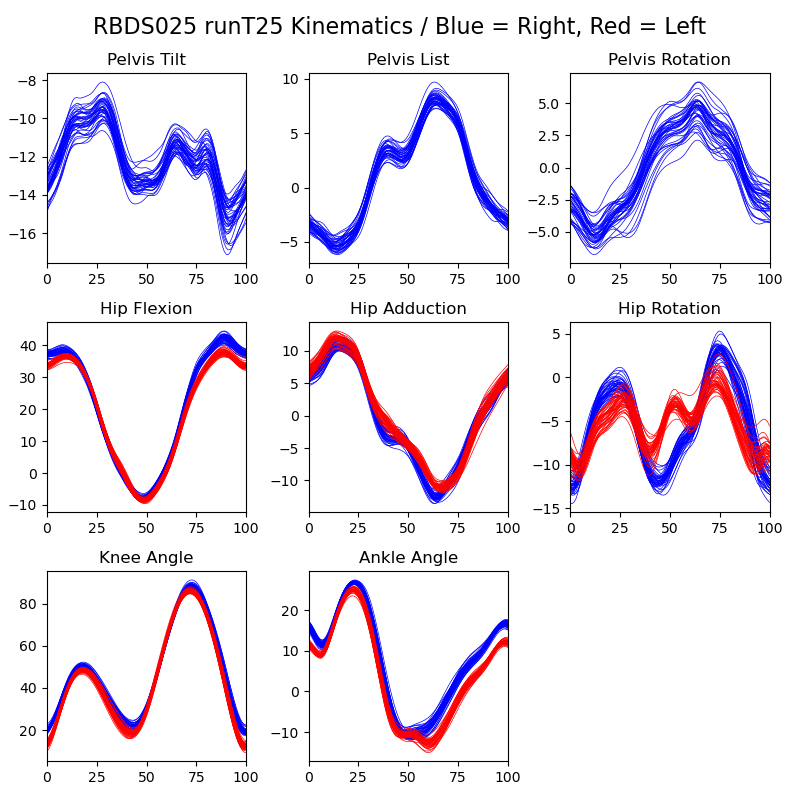 RBDS025 runT25 Kinematics / Blue = Right, Red = Left
Pelvis Tilt
−8
−10
−12
−14
−16
0 25 50 75 100
Pelvis List
10
5
0
−5
0 25 50 75 100
Pelvis Rotation
5.0
2.5
0.0
−2.5
−5.0
0 25 50 75 100
Hip Flexion
40
30
20
10
0
−10
0 25 50 75 100
Hip Adduction
10
5
0
−5
−10
0 25 50 75 100
Hip Rotation
5
0
−5
−10
−15
0 25 50 75 100
Knee Angle
80
60
40
20
0 25 50 75 100
Ankle Angle
20
10
0
−10
0 25 50 75 100